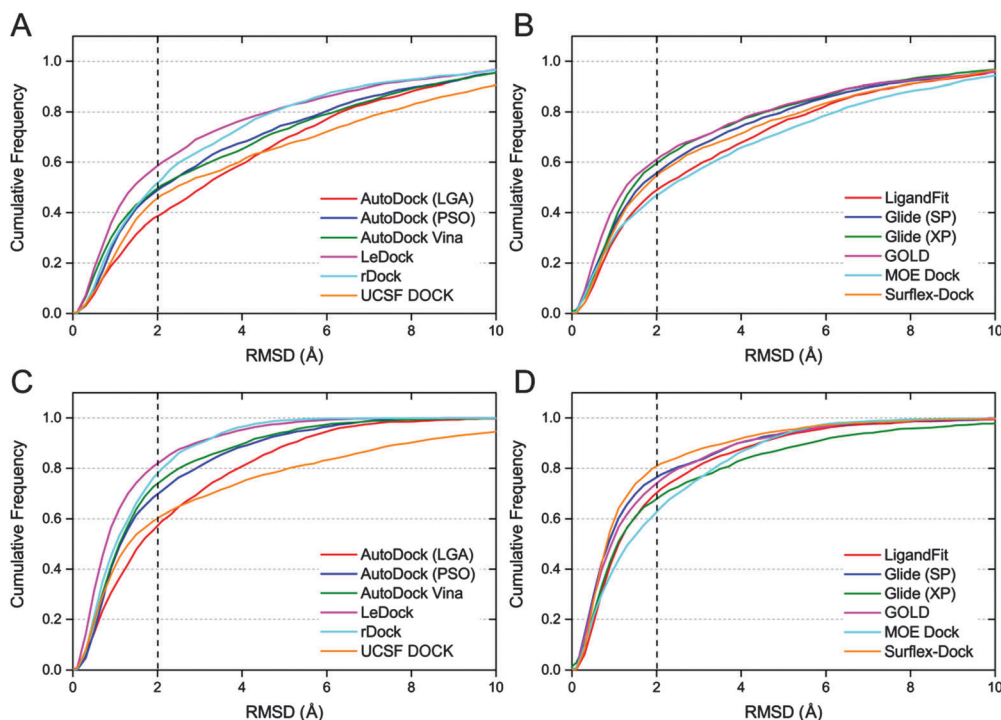 A
Cumulative Frequency
1.0
0.8
0.6
0.4
0.2
0.0
AutoDock (LGA)
AutoDock (PSO)
AutoDock Vina
LeDock
rDock
UCSF DOCK
0 2 4 6 8 10
RMSD (Å)
B
Cumulative Frequency
1.0
0.8
0.6
0.4
0.2
0.0
LigandFit
Glide (SP)
Glide (XP)
GOLD
MOE Dock
Surflex-Dock
0 2 4 6 8 10
RMSD (Å)
C
Cumulative Frequency
1.0
0.8
0.6
0.4
0.2
0.0
AutoDock (LGA)
AutoDock (PSO)
AutoDock Vina
LeDock
rDock
UCSF DOCK
0 2 4 6 8 10
RMSD (Å)
D
Cumulative Frequency
1.0
0.8
0.6
0.4
0.2
0.0
LigandFit
Glide (SP)
Glide (XP)
GOLD
MOE Dock
Surflex-Dock
0 2 4 6 8 10
RMSD (Å)